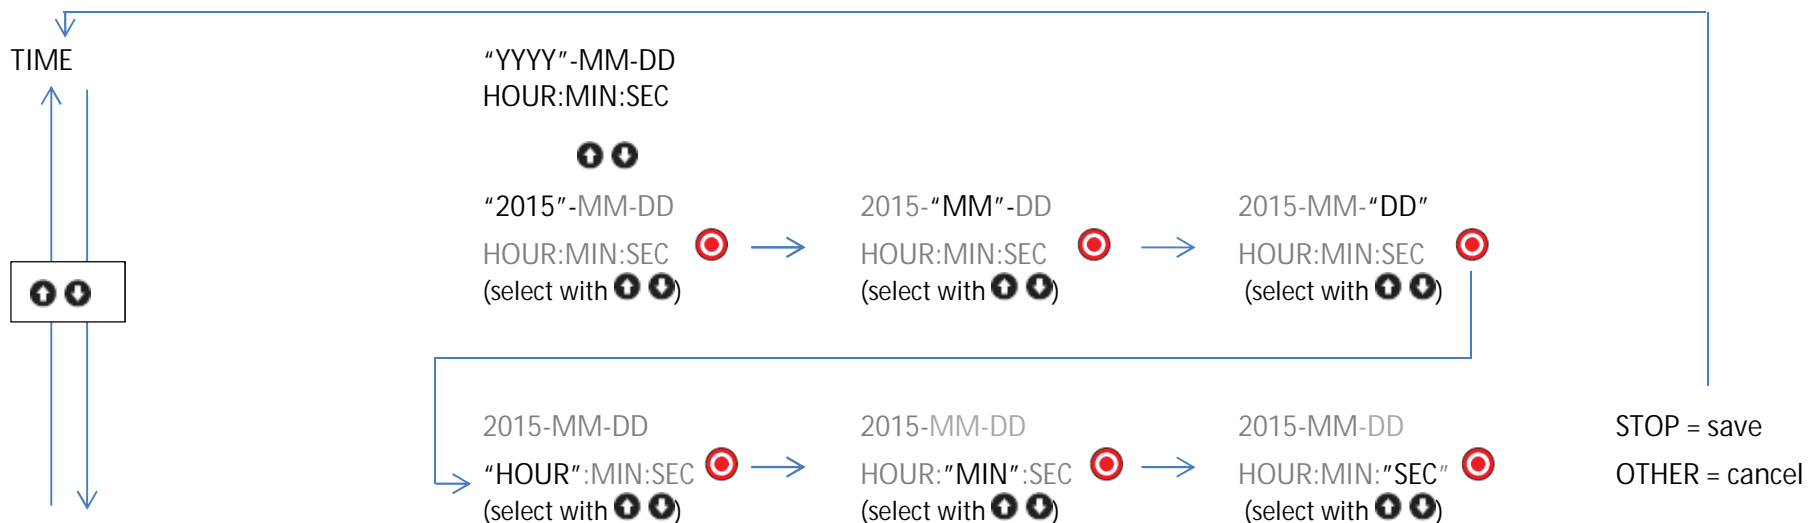 TIME
“YYYY”-MM-DD
HOUR:MIN:SEC
“2015”-MM-DD
HOUR:MIN:SEC
(select with )
2015-“MM”-DD
HOUR:MIN:SEC
(select with )
2015-MM-“DD”
HOUR:MIN:SEC
(select with )
2015-MM-DD
“HOUR”:MIN:SEC
(select with )
2015-MM-DD
HOUR:”MIN”:SEC
(select with )
2015-MM-DD
HOUR:MIN:”SEC”
(select with )
STOP = save
OTHER = cancel